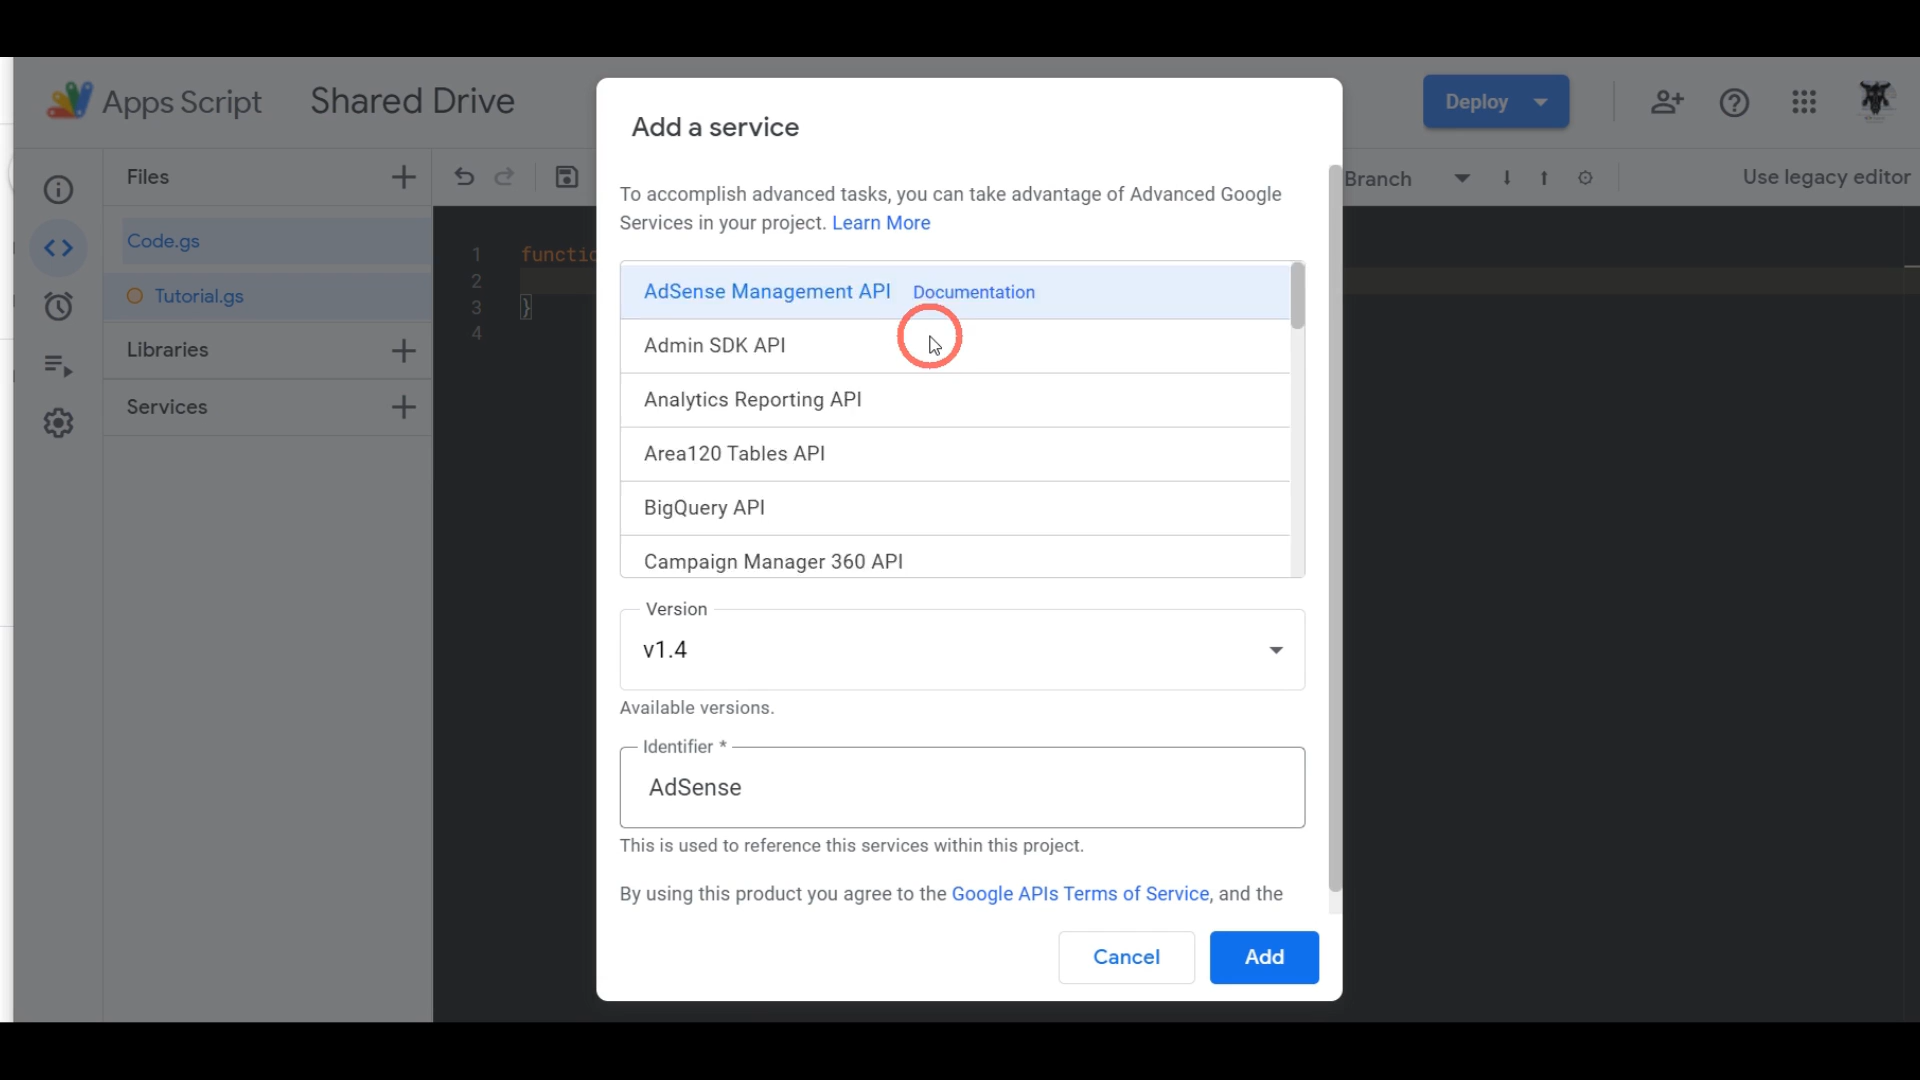 Apps Script
Shared Drive
Deploy
Files
Code.gs
Tutorial.gs
Libraries
Services
1 functio
2
3 }
4
Branch
Use legacy editor
Add a service
To accomplish advanced tasks, you can take advantage of Advanced Google
Services in your project. Learn More
AdSense Management API Documentation
Admin SDK API
Analytics Reporting API
Area120 Tables API
BigQuery API
Campaign Manager 360 API
Version
v1.4
Available versions.
Identifier *
AdSense
This is used to reference this services within this project.
By using this product you agree to the Google APIs Terms of Service, and the
Cancel
Add